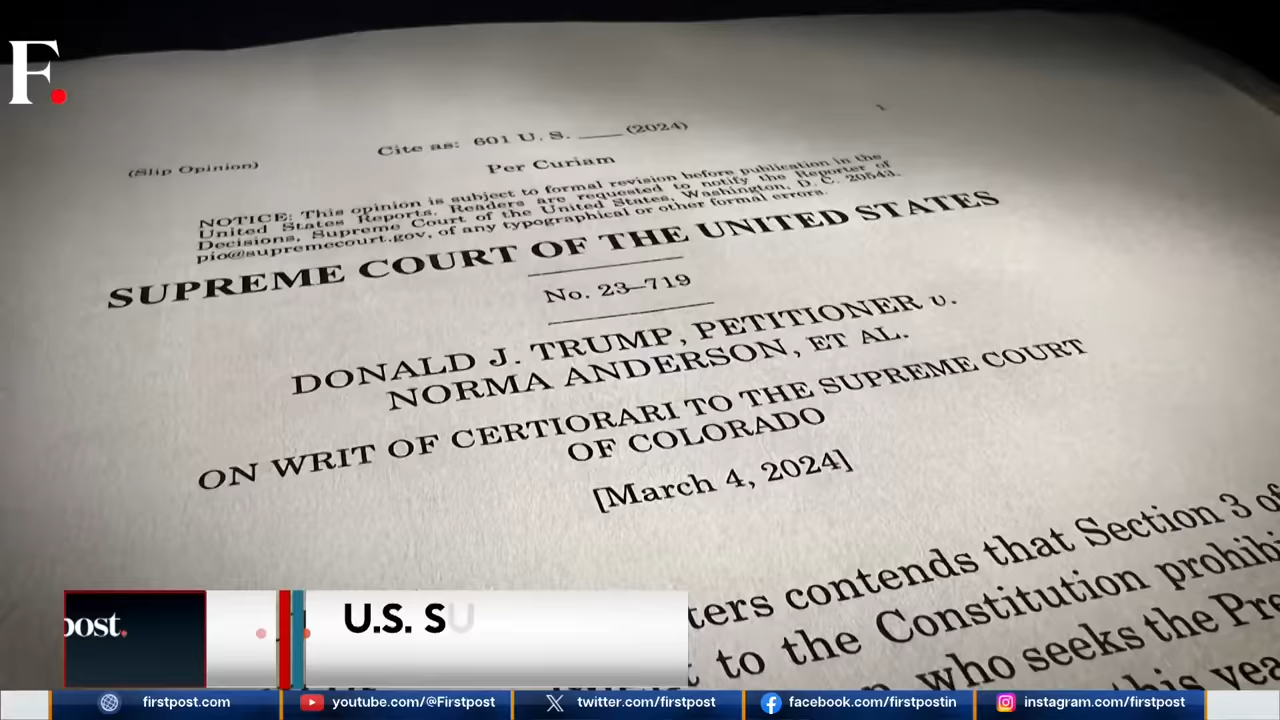 F.
1
Cite as: 601 U. S. ____ (2024)
(Slip Opinion)
Per Curiam
NOTICE: This opinion is subject to formal revision before publication in the
United States Reports. Readers are requested to notify the Reporter of
Decisions, Supreme Court of the United States, Washington, D. C. 20543,
pio@supremecourt.gov, of any typographical or other formal errors.
SUPREME COURT OF THE UNITED STATES
No. 23–719
DONALD J. TRUMP, PETITIONER v.
NORMA ANDERSON, ET AL.
ON WRIT OF CERTIORARI TO THE SUPREME COURT
OF COLORADO
[March 4, 2024]
ters contends that Section 3 of
t to the Constitution prohibi
who seeks the Pre
this yea
post.
U.S. SU
firstpost.com
youtube.com/@Firstpost
twitter.com/firstpost
facebook.com/firstpostin
instagram.com/firstpost